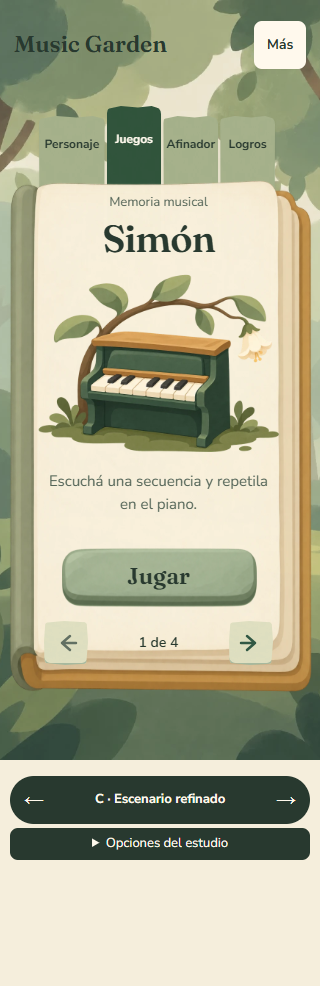 Music Garden
Más
Personaje
Juegos
Afinador
Logros
Memoria musical
Simón
Escuchá una secuencia y repetila
en el piano.
Jugar
← 1 de 4 →
← C · Escenario refinado →
▶ Opciones del estudio